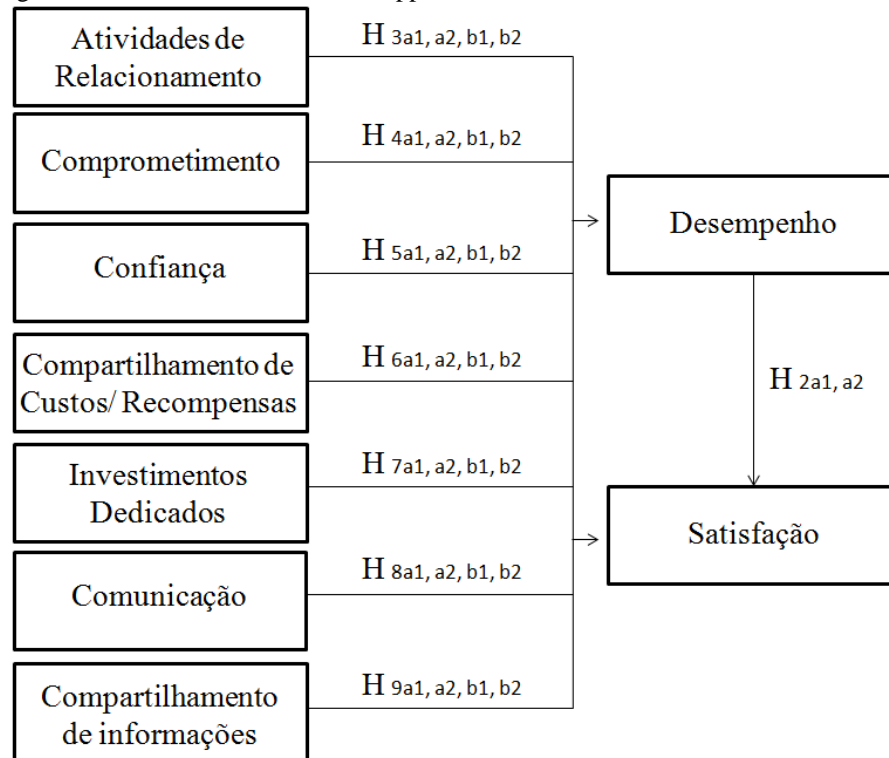 Atividades de
Relacionamento
H 3a1, a2, b1, b2
Comprometimento
H 4a1, a2, b1, b2
Confiança
H 5a1, a2, b1, b2
Compartilhamento de
Custos/ Recompensas
H 6a1, a2, b1, b2
Investimentos
Dedicados
H 7a1, a2, b1, b2
Comunicação
H 8a1, a2, b1, b2
Compartilhamento
de informações
H 9a1, a2, b1, b2
Desempenho
H 2a1, a2
Satisfação